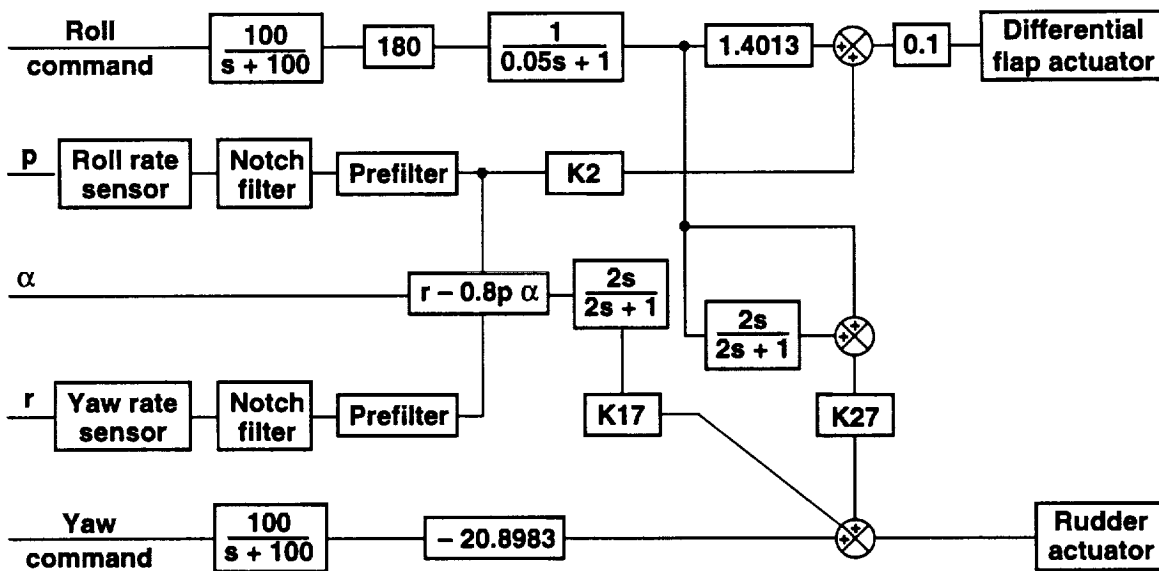 Roll
command
100
s + 100
180
1
0.05s + 1
1.4013
+
+
0.1
Differential
flap actuator
p
Roll rate
sensor
Notch
filter
Prefilter
K2
α
r – 0.8p α
2s
2s + 1
2s
2s + 1
+
+
r
Yaw rate
sensor
Notch
filter
Prefilter
K17
K27
Yaw
command
100
s + 100
– 20.8983
+
+
Rudder
actuator